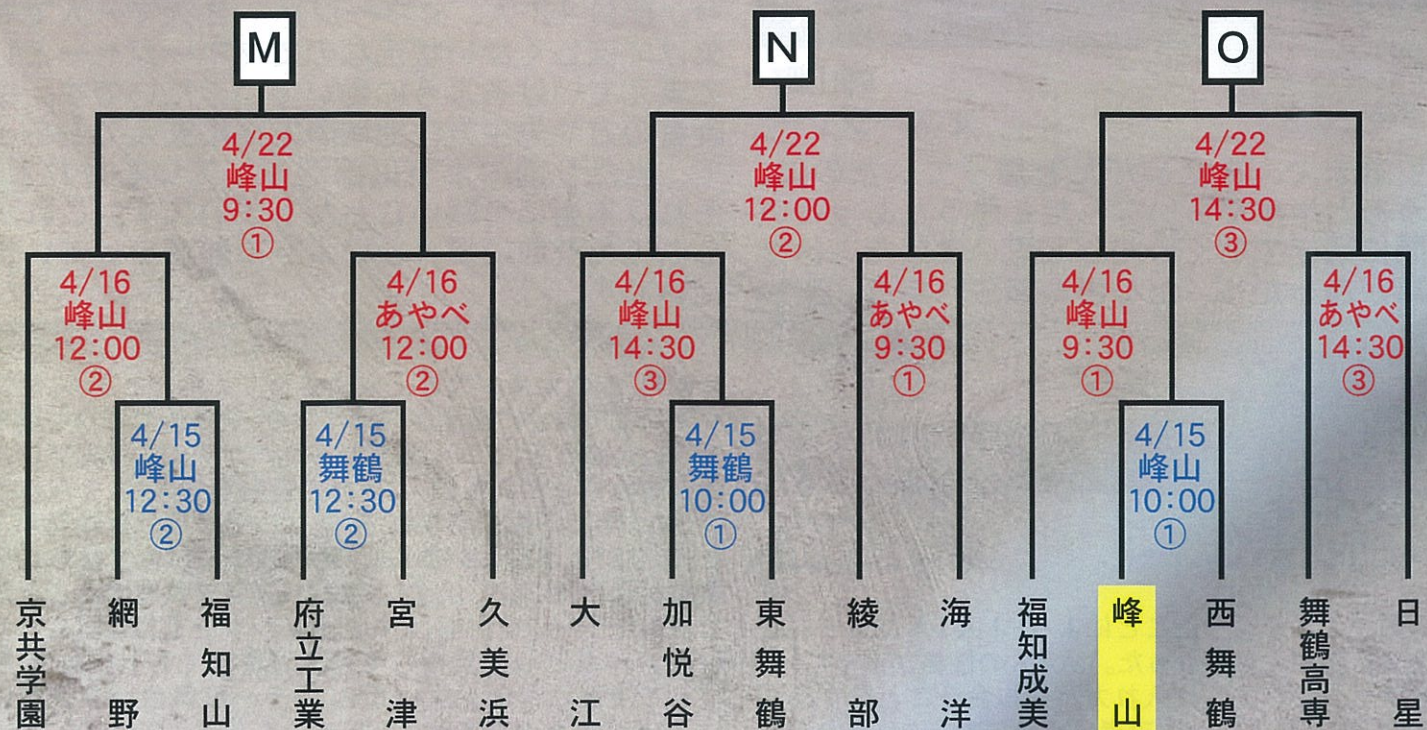 M
N
O
4/22
峰山
9:30
①
4/22
峰山
12:00
②
4/22
峰山
14:30
③
4/16
峰山
12:00
②
4/16
あやべ
12:00
②
4/16
峰山
14:30
③
4/16
あやべ
9:30
①
4/16
峰山
9:30
①
4/16
あやべ
14:30
③
4/15
峰山
12:30
②
4/15
舞鶴
12:30
②
4/15
舞鶴
10:00
①
4/15
峰山
10:00
①
京共学園
網野
福知山
府立工業
宮津
久美浜
大江
加悦谷
東舞鶴
綾部
海洋
福知成美
峰山
西舞鶴
舞鶴高専
日星